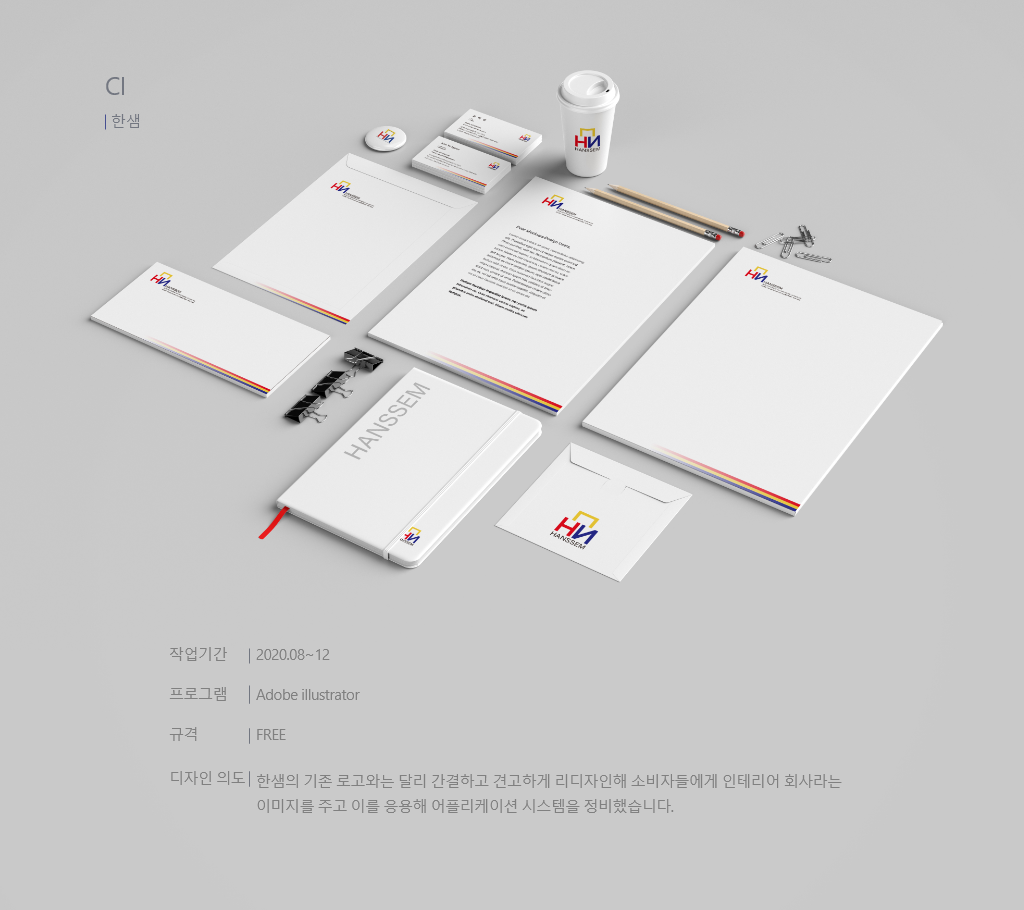 CI
| 한샘
HN
HANSSEM
HANSSEM
HN
HANSSEM
작업기간 | 2020.08~12
프로그램 | Adobe illustrator
규격 | FREE
디자인 의도 | 한샘의 기존 로고와는 달리 간결하고 견고하게 리디자인해 소비자들에게 인테리어 회사라는
이미지를 주고 이를 응용해 어플리케이션 시스템을 정비했습니다.